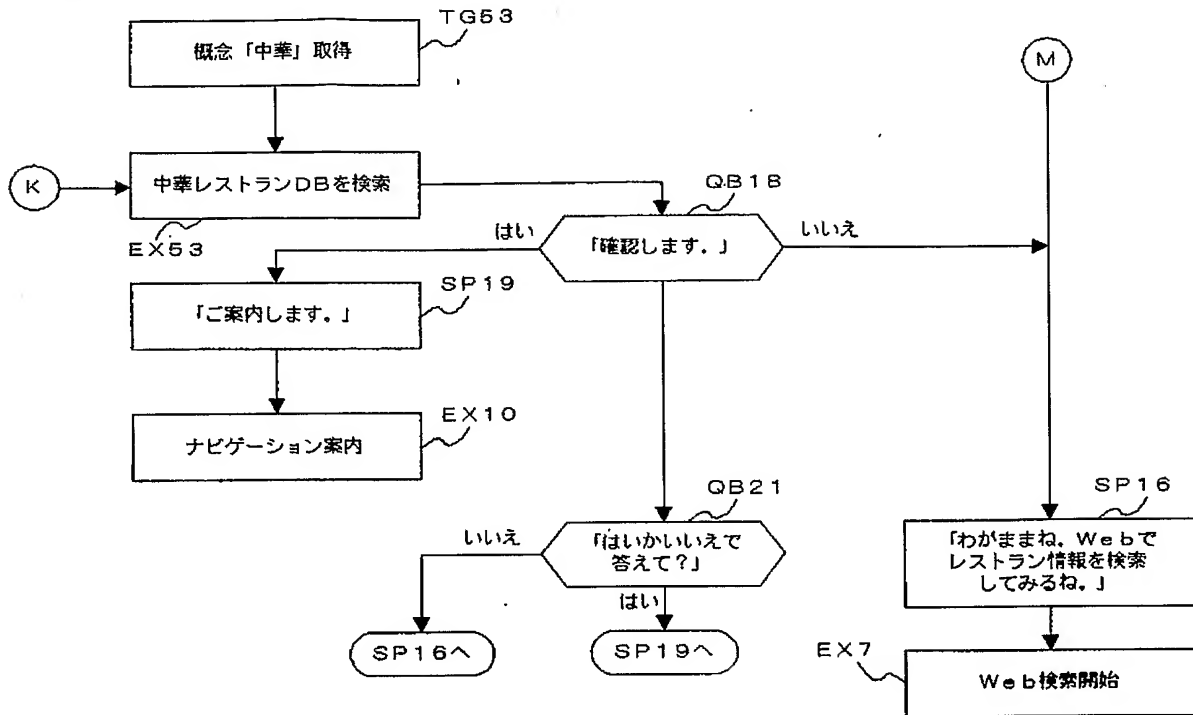 TG53
概念「中華」取得
M
K
中華レストランDBを検索
EX53
QB18
「確認します。」
はい
いいえ
SP19
「ご案内します。」
EX10
ナビゲーション案内
QB21
「はいかいいえで
答えて?」
いいえ
はい
SP16へ
SP19へ
SP16
「わがままね。Webで
レストラン情報を検索
してみるね。」
EX7
Web検索開始